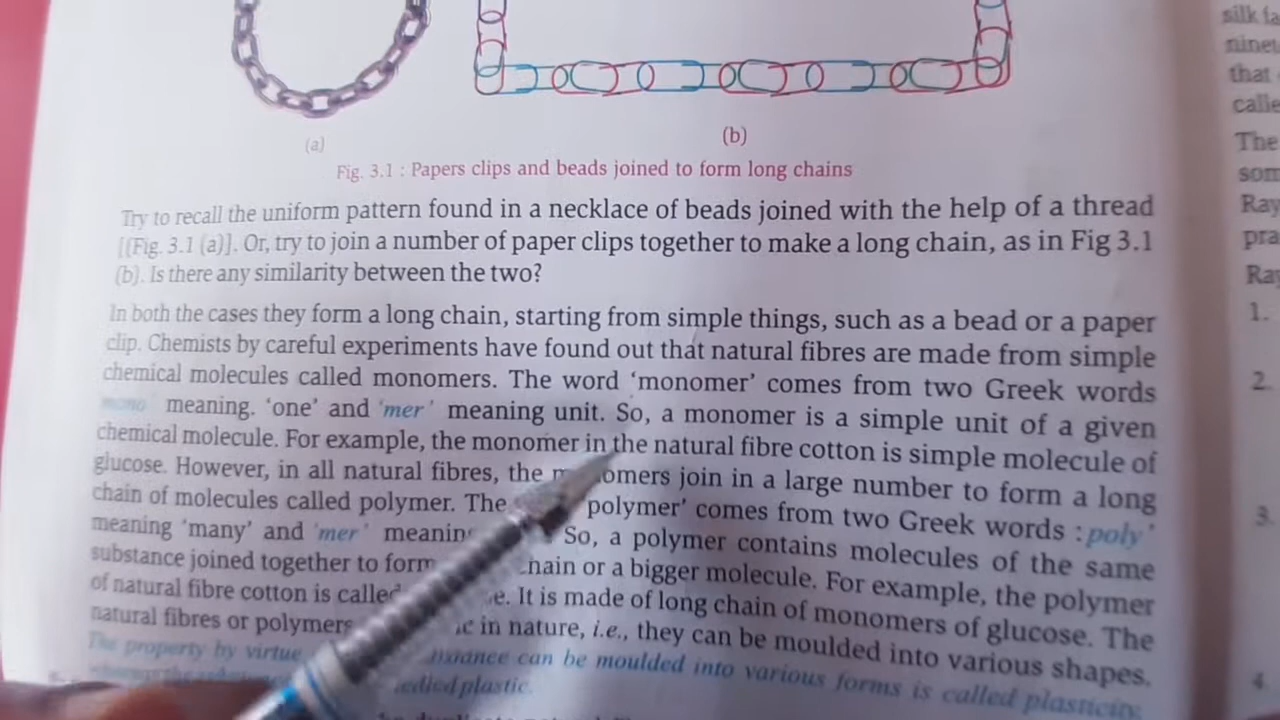 (a)
(b)
Fig. 3.1 : Papers clips and beads joined to form long chains
Try to recall the uniform pattern found in a necklace of beads joined with the help of a thread
[(Fig. 3.1 (a)]. Or, try to join a number of paper clips together to make a long chain, as in Fig 3.1
(b). Is there any similarity between the two?
In both the cases they form a long chain, starting from simple things, such as a bead or a paper
clip. Chemists by careful experiments have found out that natural fibres are made from simple
chemical molecules called monomers. The word ‘monomer’ comes from two Greek words
mono meaning. ‘one’ and ‘mer’ meaning unit. So, a monomer is a simple unit of a given
chemical molecule. For example, the monomer in the natural fibre cotton is simple molecule of
glucose. However, in all natural fibres, the monomers join in a large number to form a long
chain of molecules called polymer. The polymer’ comes from two Greek words : poly’
meaning ‘many’ and ‘mer’ meaning So, a polymer contains molecules of the same
substance joined together to form chain or a bigger molecule. For example, the polymer
of natural fibre cotton is called It is made of long chain of monomers of glucose. The
natural fibres or polymers in nature, i.e., they can be moulded into various shapes.
The property by virtue can be moulded into various forms is called plasticity
plastic.
silk
that
The
Ray
1.
2.
3.
4.